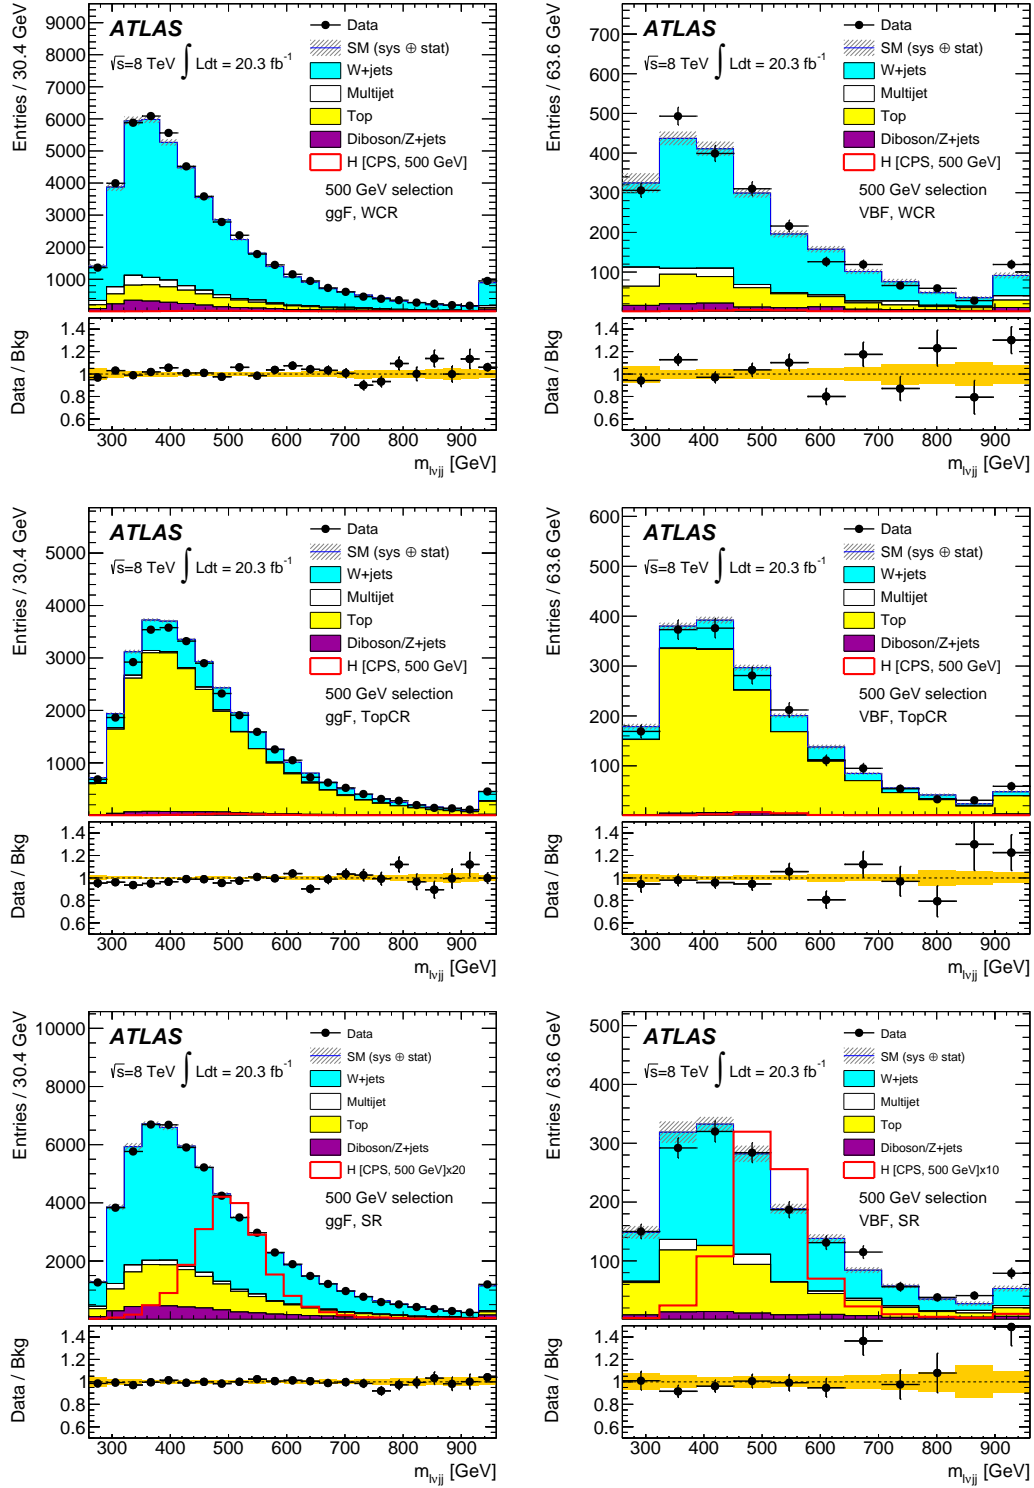 Entries / 30.4 GeV
9000
8000
7000
6000
5000
4000
3000
2000
1000
ATLAS
√s=8 TeV ∫ Ldt = 20.3 fb-1
Data
SM (sys ⊕ stat)
W+jets
Multijet
Top
Diboson/Z+jets
H [CPS, 500 GeV]
500 GeV selection
ggF, WCR
Data / Bkg
1.4
1.2
1
0.8
0.6
300 400 500 600 700 800 900
mlνjj [GeV]
Entries / 63.6 GeV
700
600
500
400
300
200
100
ATLAS
√s=8 TeV ∫ Ldt = 20.3 fb-1
Data
SM (sys ⊕ stat)
W+jets
Multijet
Top
Diboson/Z+jets
H [CPS, 500 GeV]
500 GeV selection
VBF, WCR
Data / Bkg
1.4
1.2
1
0.8
0.6
300 400 500 600 700 800 900
mlνjj [GeV]
Entries / 30.4 GeV
5000
4000
3000
2000
1000
ATLAS
√s=8 TeV ∫ Ldt = 20.3 fb-1
Data
SM (sys ⊕ stat)
W+jets
Multijet
Top
Diboson/Z+jets
H [CPS, 500 GeV]
500 GeV selection
ggF, TopCR
Data / Bkg
1.4
1.2
1
0.8
0.6
300 400 500 600 700 800 900
mlνjj [GeV]
Entries / 63.6 GeV
600
500
400
300
200
100
ATLAS
√s=8 TeV ∫ Ldt = 20.3 fb-1
Data
SM (sys ⊕ stat)
W+jets
Multijet
Top
Diboson/Z+jets
H [CPS, 500 GeV]
500 GeV selection
VBF, TopCR
Data / Bkg
1.4
1.2
1
0.8
0.6
300 400 500 600 700 800 900
mlνjj [GeV]
Entries / 30.4 GeV
10000
8000
6000
4000
2000
ATLAS
√s=8 TeV ∫ Ldt = 20.3 fb-1
Data
SM (sys ⊕ stat)
W+jets
Multijet
Top
Diboson/Z+jets
H [CPS, 500 GeV]x20
500 GeV selection
ggF, SR
Data / Bkg
1.4
1.2
1
0.8
0.6
300 400 500 600 700 800 900
mlνjj [GeV]
Entries / 63.6 GeV
500
400
300
200
100
ATLAS
√s=8 TeV ∫ Ldt = 20.3 fb-1
Data
SM (sys ⊕ stat)
W+jets
Multijet
Top
Diboson/Z+jets
H [CPS, 500 GeV]x10
500 GeV selection
VBF, SR
Data / Bkg
1.4
1.2
1
0.8
0.6
300 400 500 600 700 800 900
mlνjj [GeV]